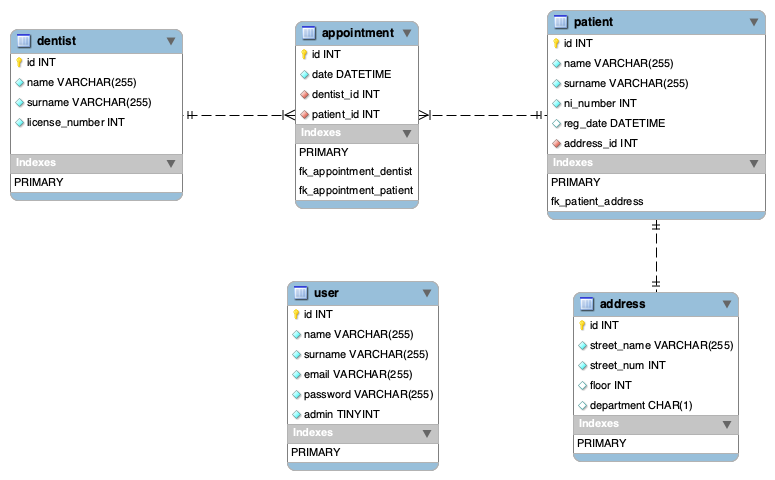 dentist
id INT
name VARCHAR(255)
surname VARCHAR(255)
license_number INT
Indexes
PRIMARY
appointment
id INT
date DATETIME
dentist_id INT
patient_id INT
Indexes
PRIMARY
fk_appointment_dentist
fk_appointment_patient
patient
id INT
name VARCHAR(255)
surname VARCHAR(255)
ni_number INT
reg_date DATETIME
address_id INT
Indexes
PRIMARY
fk_patient_address
user
id INT
name VARCHAR(255)
surname VARCHAR(255)
email VARCHAR(255)
password VARCHAR(255)
admin TINYINT
Indexes
PRIMARY
address
id INT
street_name VARCHAR(255)
street_num INT
floor INT
department CHAR(1)
Indexes
PRIMARY